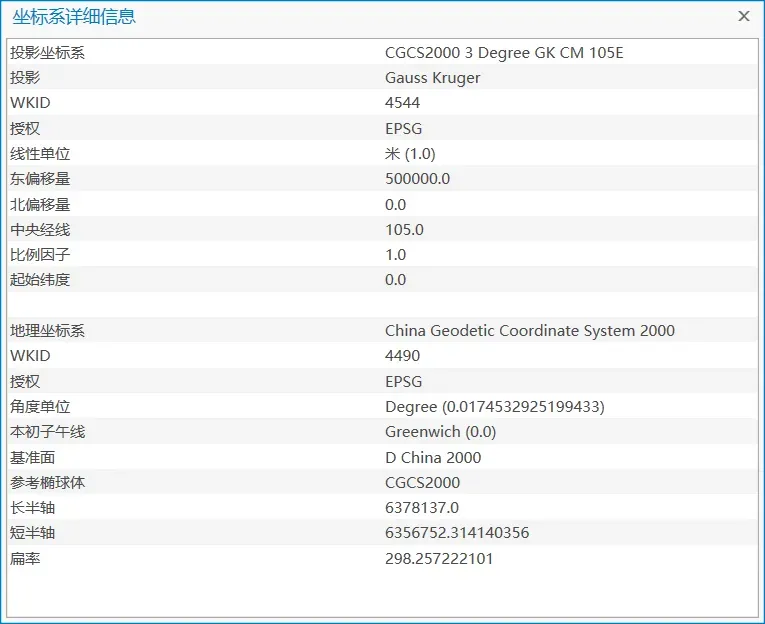 坐标系详细信息
投影坐标系 CGCS2000 3 Degree GK CM 105E
投影 Gauss Kruger
WKID 4544
授权 EPSG
线性单位 米 (1.0)
东偏移量 500000.0
北偏移量 0.0
中央经线 105.0
比例因子 1.0
起始纬度 0.0
地理坐标系 China Geodetic Coordinate System 2000
WKID 4490
授权 EPSG
角度单位 Degree (0.0174532925199433)
本初子午线 Greenwich (0.0)
基准面 D China 2000
参考椭球体 CGCS2000
长半轴 6378137.0
短半轴 6356752.314140356
扁率 298.257222101